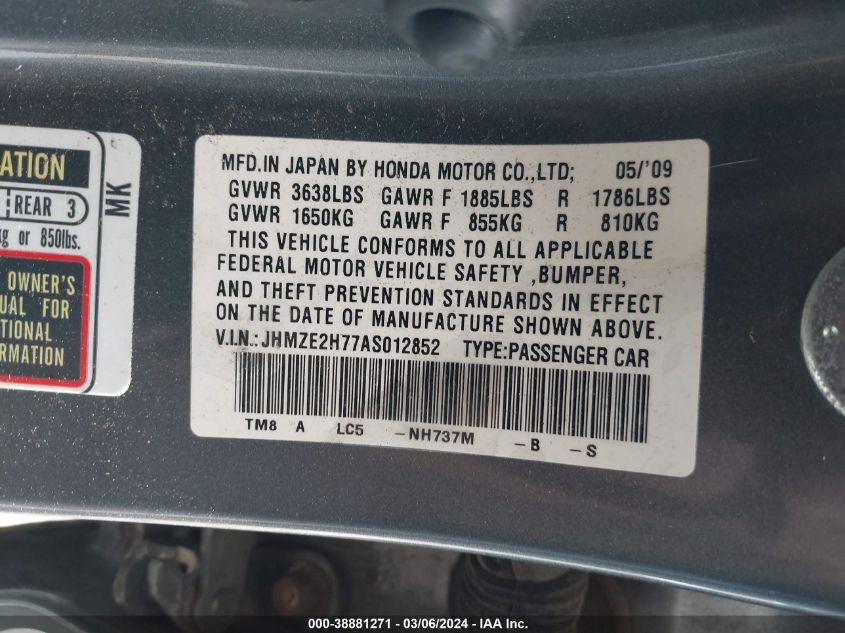 ATION
REAR 3
kg or 850lbs.
OWNER'S
UAL FOR
TIONAL
RMATION
MK
MFD.IN JAPAN BY HONDA MOTOR CO.,LTD; 05/'09
GVWR 3638LBS GAWR F 1885LBS R 1786LBS
GVWR 1650KG GAWR F 855KG R 810KG
THIS VEHICLE CONFORMS TO ALL APPLICABLE
FEDERAL MOTOR VEHICLE SAFETY ,BUMPER,
AND THEFT PREVENTION STANDARDS IN EFFECT
ON THE DATE OF MANUFACTURE SHOWN ABOVE.
V.I.N.:JHMZE2H77AS012852 TYPE:PASSENGER CAR
TM8 A LC5 -NH737M -B -S
000-38881271 - 03/06/2024 - IAA Inc.